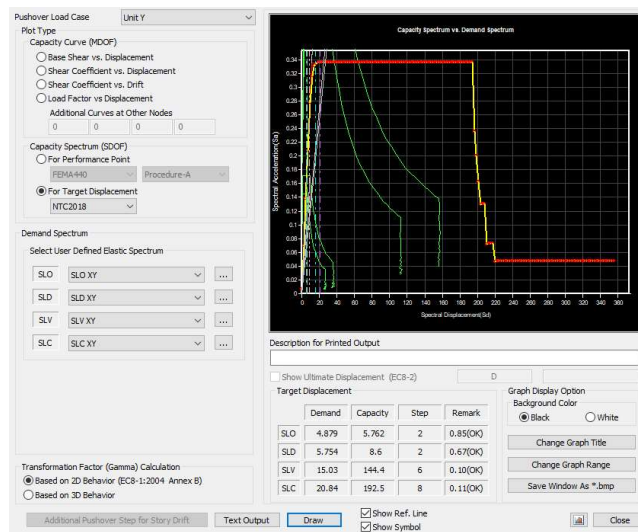 Pushover Load Case
Unit Y
Plot Type
Capacity Curve (MDOF)
Base Shear vs. Displacement
Shear Coefficient vs. Displacement
Shear Coefficient vs. Drift
Load Factor vs Displacement
Additional Curves at Other Nodes
0 0 0 0
Capacity Spectrum (SDOF)
For Performance Point
FEMA440 Procedure-A
For Target Displacement
NTC2018
Demand Spectrum
Select User Defined Elastic Spectrum
SLO SLO XY ...
SLD SLD XY ...
SLV SLV XY ...
SLC SLC XY ...
Transformation Factor (Gamma) Calculation
Based on 2D Behavior (EC8-1:2004 Annex B)
Based on 3D Behavior
Additional Pushover Step for Story Drift
Text Output
Draw
Show Ref. Line
Show Symbol
Close
Capacity Spectrum vs. Demand Spectrum
Spectral Acceleration(Sa)
0.34
0.32
0.3
0.28
0.26
0.24
0.22
0.2
0.18
0.16
0.14
0.12
0.1
0.08
0.06
0.04
0.02
0
0 20 40 60 80 100 120 140 160 180 200 220 240 260 280 300 320 340 360
Spectral Displacement(Sd)
Description for Printed Output
Show Ultimate Displacement (EC8-2)
D
Target Displacement
Demand Capacity Step Remark
SLO 4.879 5.762 2 0.85(OK)
SLD 5.754 8.6 2 0.67(OK)
SLV 15.03 144.4 6 0.10(OK)
SLC 20.84 192.5 8 0.11(OK)
Graph Display Option
Background Color
Black White
Change Graph Title
Change Graph Range
Save Window As *.bmp